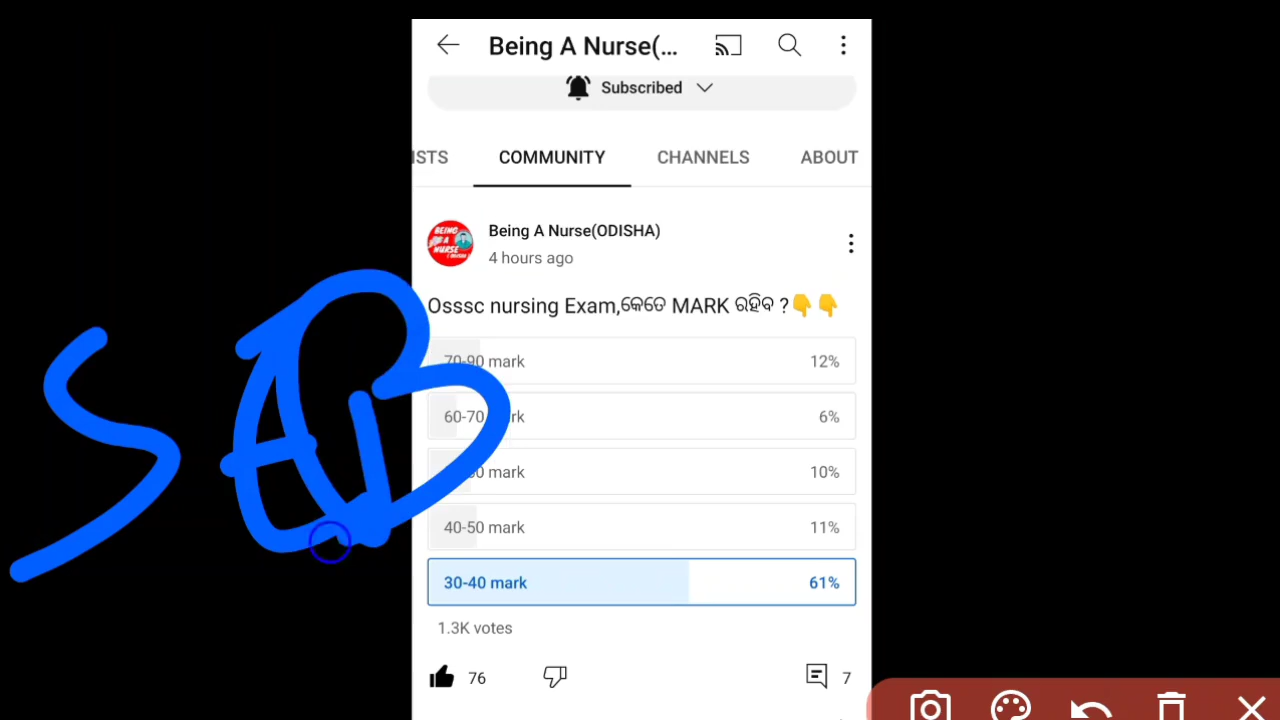 Being A Nurse(...
Subscribed
ISTS COMMUNITY CHANNELS ABOUT
Being A Nurse(ODISHA)
4 hours ago
Osssc nursing Exam,କେତେ MARK ରହିବ ?👇👇
70-90 mark 12%
60-70 mark 6%
mark 10%
40-50 mark 11%
30-40 mark 61%
1.3K votes
76 7